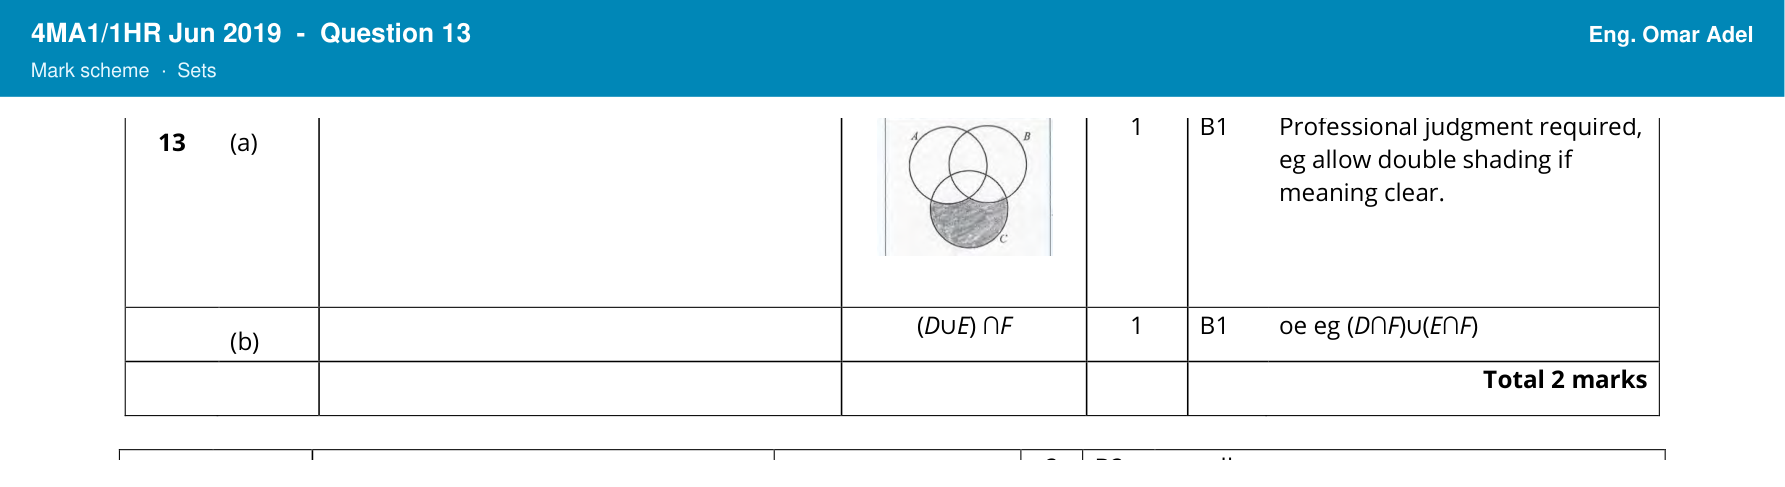 4MA1/1HR Jun 2019 - Question 13
Eng. Omar Adel
Mark scheme · Sets
13 (a) A B C 1 B1 Professional judgment required,
eg allow double shading if
meaning clear.
(b) (D∪E) ∩F 1 B1 oe eg (D∩F)∪(E∩F)
Total 2 marks